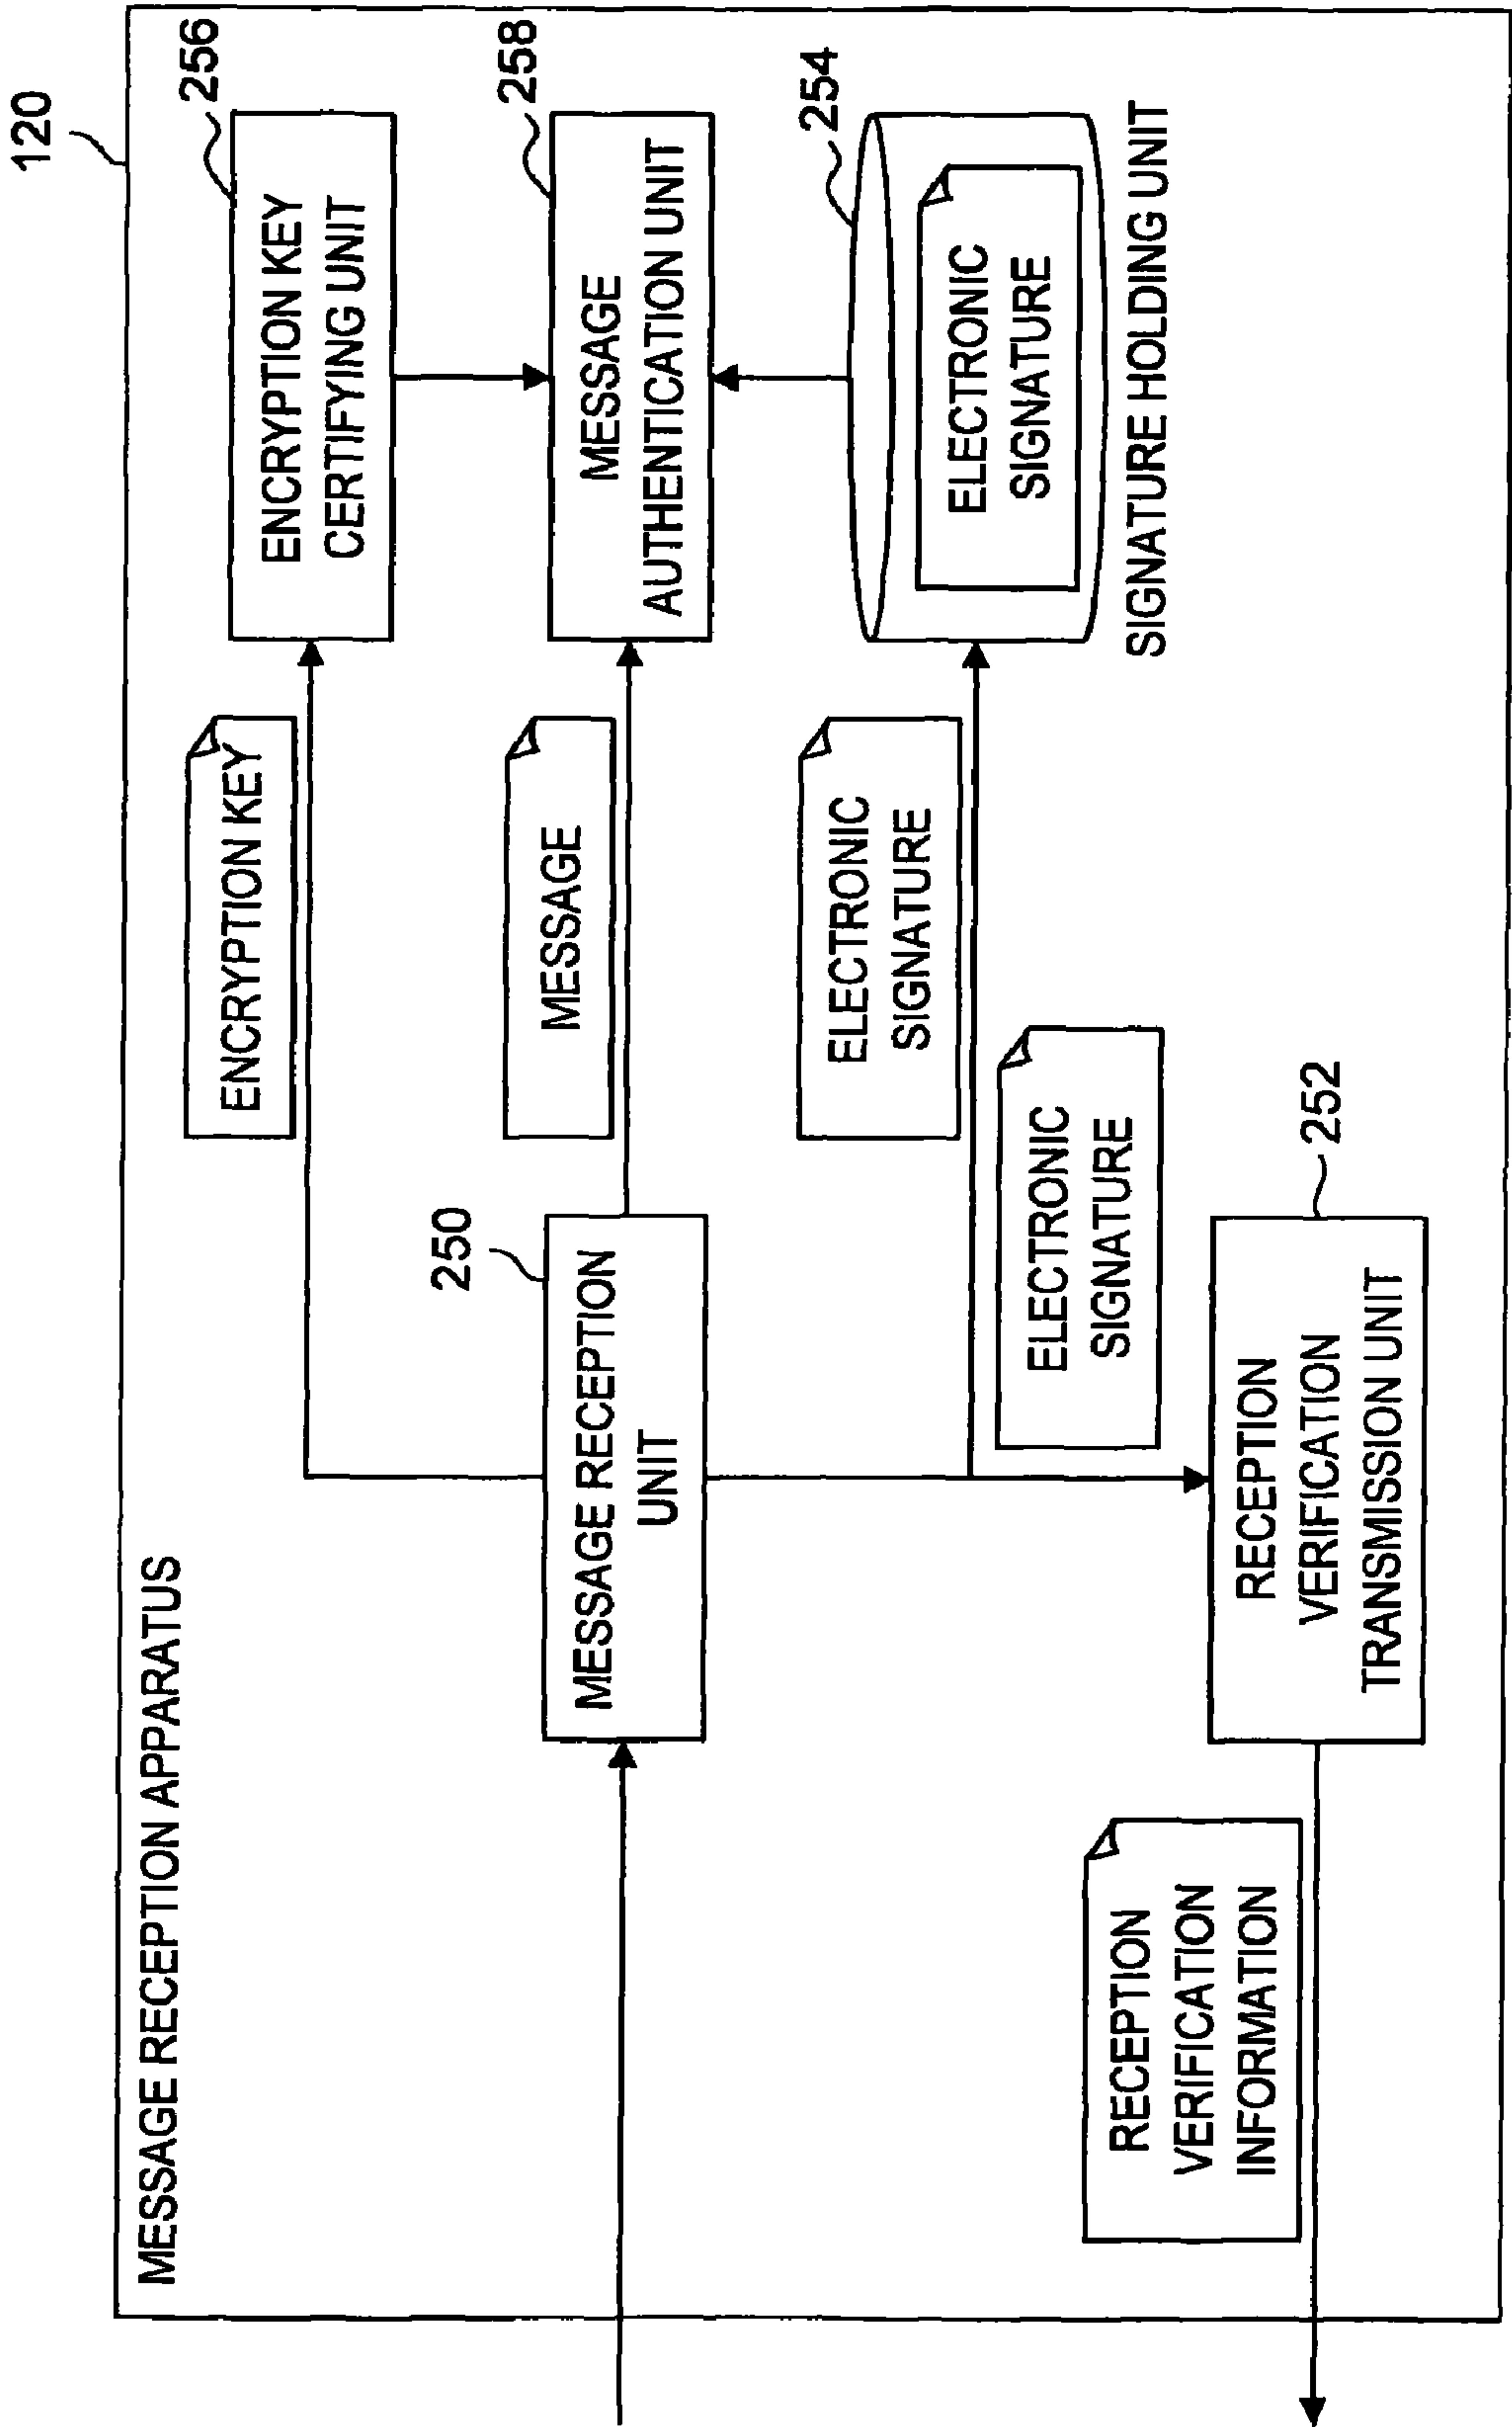 120
MESSAGE RECEPTION APPARATUS
256
ENCRYPTION KEY
ENCRYPTION KEY
CERTIFYING UNIT
250
MESSAGE RECEPTION
UNIT
MESSAGE
258
MESSAGE
AUTHENTICATION UNIT
ELECTRONIC
SIGNATURE
254
ELECTRONIC
SIGNATURE
SIGNATURE HOLDING UNIT
ELECTRONIC
SIGNATURE
RECEPTION
VERIFICATION
INFORMATION
252
RECEPTION
VERIFICATION
TRANSMISSION UNIT